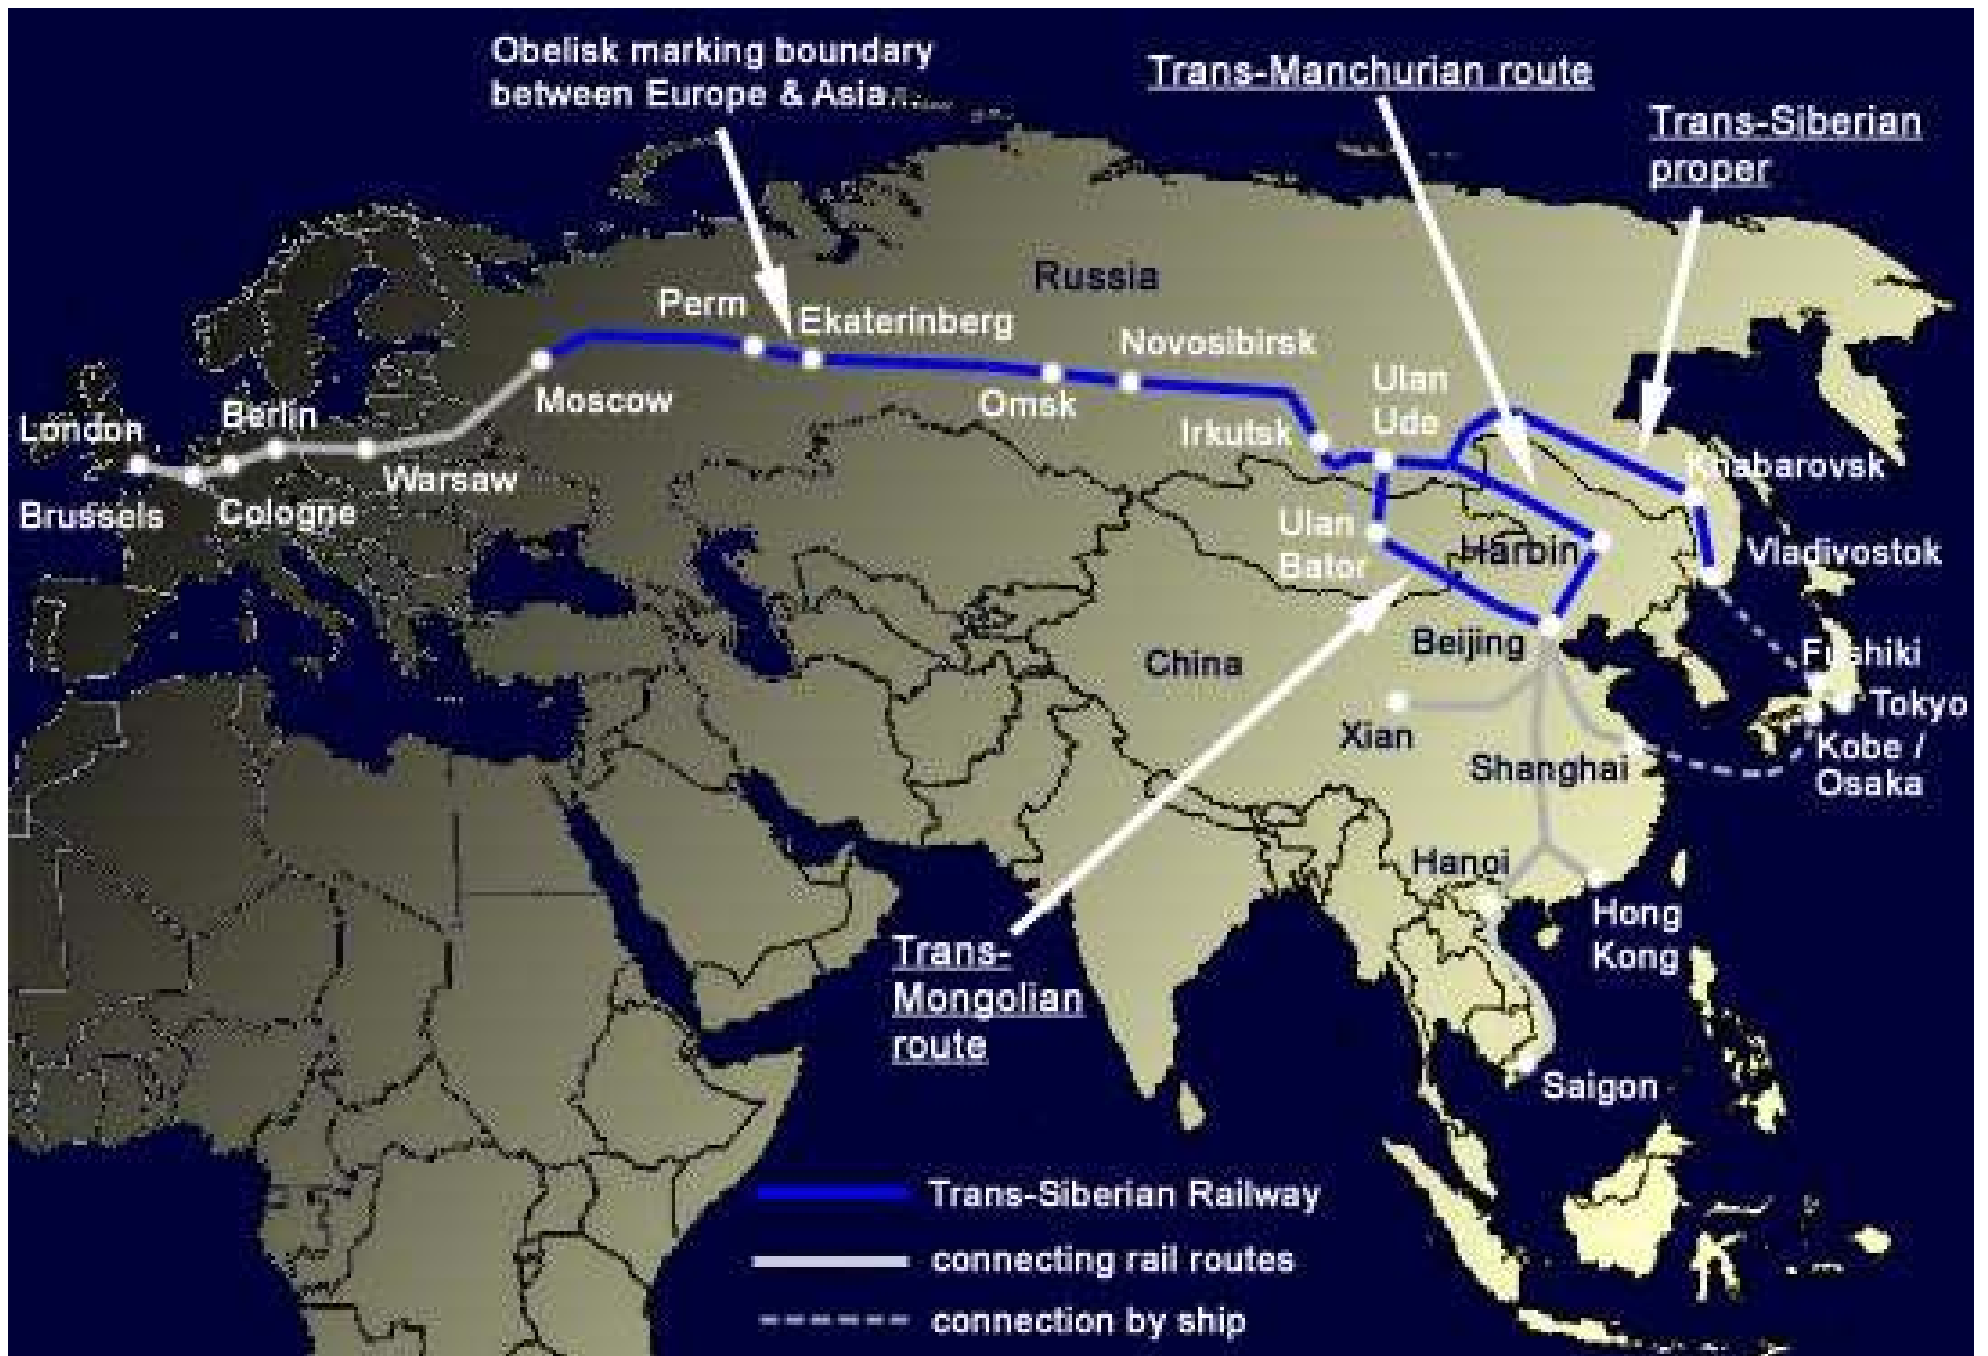 Obelisk marking boundary
between Europe & Asia
Trans-Manchurian route
Trans-Siberian
proper
Russia
Perm
Ekaterinberg
Novosibirsk
Omsk
Moscow
Irkutsk
Ulan
Ude
Khabarovsk
London
Berlin
Warsaw
Brussels
Cologne
Ulan
Bator
Harbin
Vladivostok
Beijing
China
Fushiki
Tokyo
Xian
Shanghai
Kobe /
Osaka
Hanoi
Hong
Kong
Trans-
Mongolian
route
Saigon
Trans-Siberian Railway
connecting rail routes
connection by ship